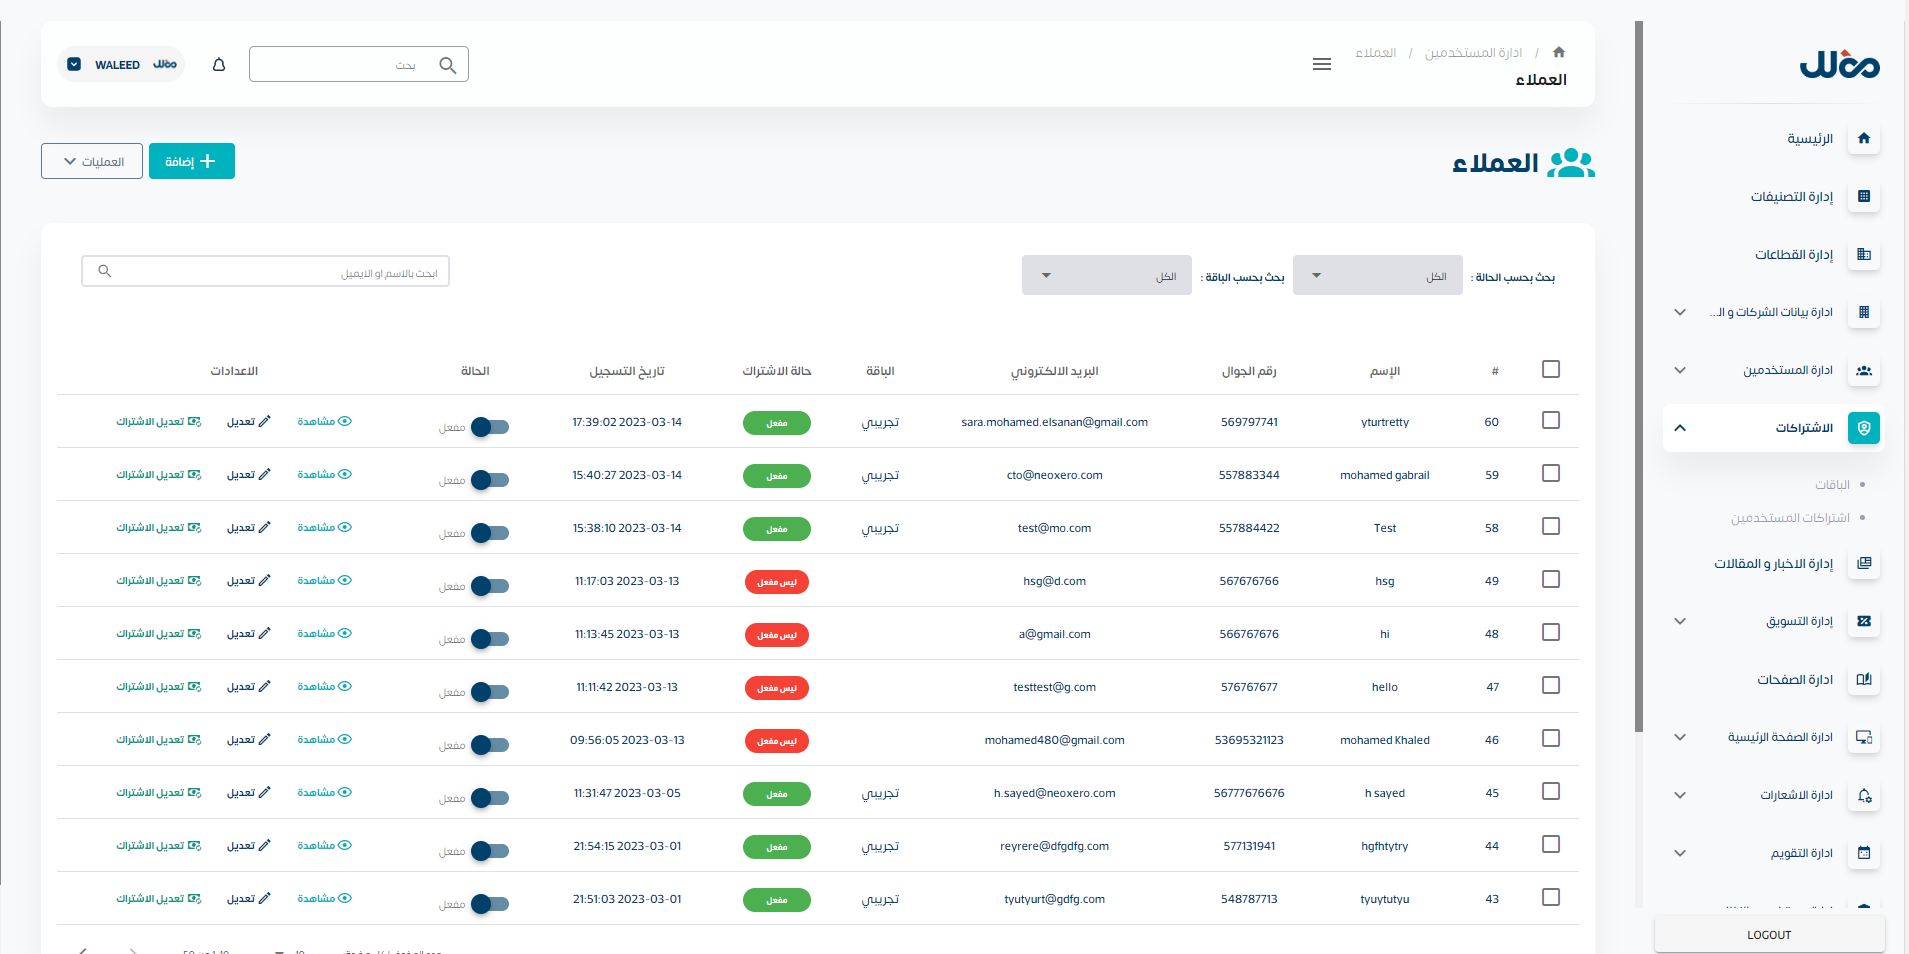 ادارة المستخدمين / العملاء /
العملاء
بحث
WALEED
مهلل
الرئيسية
إدارة التصنيفات
إدارة القطاعات
ادارة بيانات الشركات و الـ...
ادارة المستخدمين
الاشتراكات
الباقات
اشتراكات المستخدمين
إدارة الاخبار و المقالات
إدارة التسويق
ادارة الصفحات
ادارة الصفحة الرئيسية
ادارة الاشعارات
ادارة التقويم
LOGOUT
العملاء
إضافة
العمليات
بحث بحسب الحالة :
الكل
بحث بحسب الباقة :
الكل
ابحث بالاسم او الايميل
# الإسم رقم الجوال البريد الالكتروني الباقة حالة الاشتراك تاريخ التسجيل الحالة الاعدادات
60 yturtretty 569797741 sara.mohamed.elsanan@gmail.com تجريبي مفعل 17:39:02 2023-03-14 مفعل مشاهدة تعديل تعديل الاشتراك
59 mohamed gabrail 557883344 cto@neoxero.com تجريبي مفعل 15:40:27 2023-03-14 مفعل مشاهدة تعديل تعديل الاشتراك
58 Test 557884422 test@mo.com تجريبي مفعل 15:38:10 2023-03-14 مفعل مشاهدة تعديل تعديل الاشتراك
49 hsg 567676766 hsg@d.com ليس مفعل 11:17:03 2023-03-13 مفعل مشاهدة تعديل تعديل الاشتراك
48 hi 566767676 a@gmail.com ليس مفعل 11:13:45 2023-03-13 مفعل مشاهدة تعديل تعديل الاشتراك
47 hello 576767677 testtest@g.com ليس مفعل 11:11:42 2023-03-13 مفعل مشاهدة تعديل تعديل الاشتراك
46 mohamed Khaled 53695321123 mohamed480@gmail.com ليس مفعل 09:56:05 2023-03-13 مفعل مشاهدة تعديل تعديل الاشتراك
45 h sayed 56777676676 h.sayed@neoxero.com تجريبي مفعل 11:31:47 2023-03-05 مفعل مشاهدة تعديل تعديل الاشتراك
44 hgfhtytry 577131941 reyrere@dfgdfg.com تجريبي مفعل 21:54:15 2023-03-01 مفعل مشاهدة تعديل تعديل الاشتراك
43 tyuytutyu 548787713 tyutyurt@gdfg.com تجريبي مفعل 21:51:03 2023-03-01 مفعل مشاهدة تعديل تعديل الاشتراك